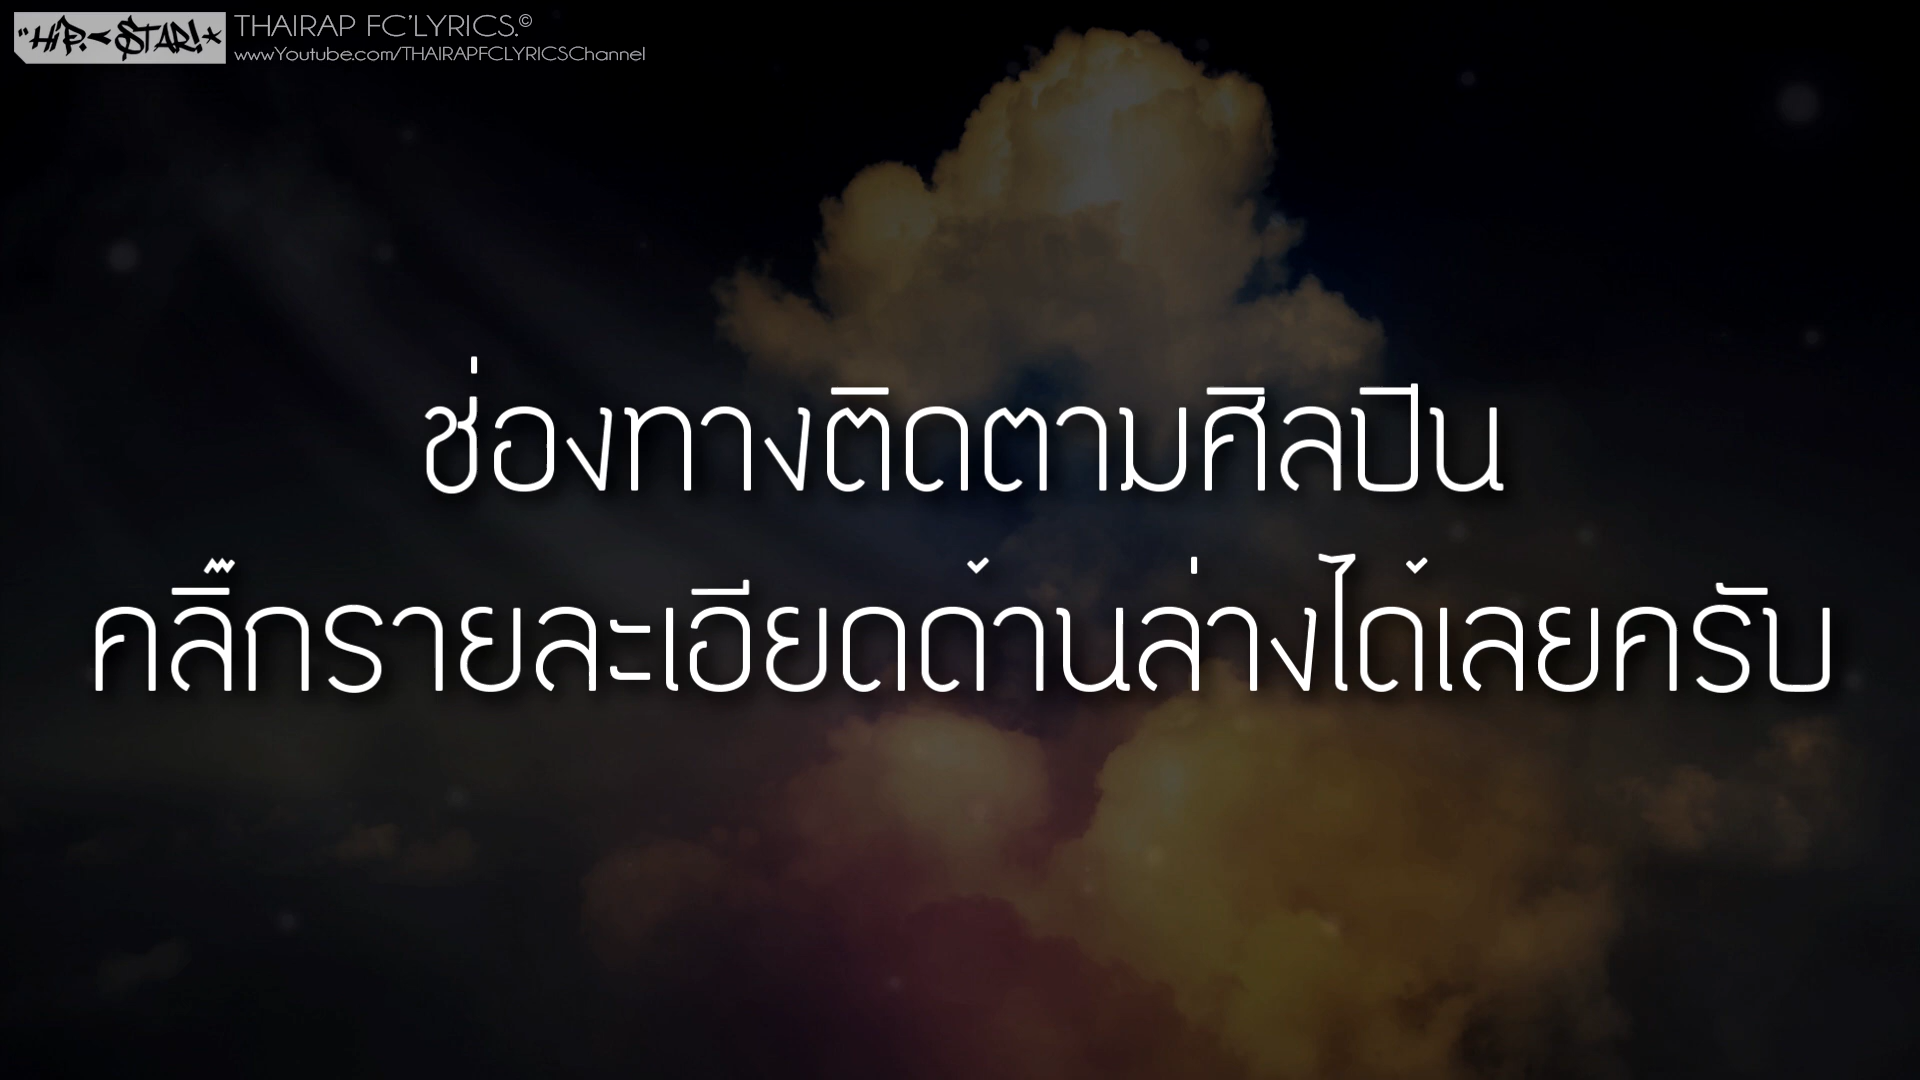 "HIP-STAR!*
THAIRAP FC'LYRICS.©
www.Youtube.com/THAIRAPFCLYRICSChannel
ช่องทางติดตามศิลปิน
คลิ๊กรายละเอียดด้านล่างได้เลยครับ